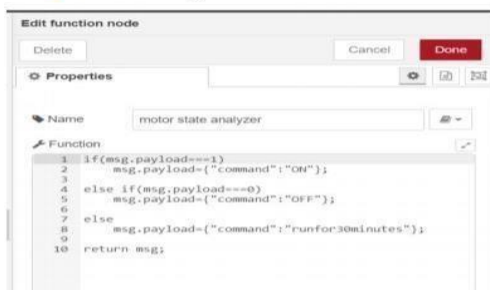 Edit function node
Delete Cancel Done
Properties
Name motor state analyzer
Function
1 if(msg.payload===1)
2 msg.payload={"command":"ON"};
3
4 else if(msg.payload===0)
5 msg.payload={"command":"OFF"};
6
7 else
8 msg.payload={"command":"runfor30minutes"};
9
10 return msg;